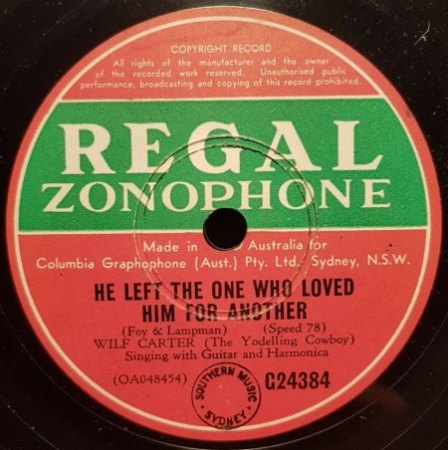 COPYRIGHT RECORD
All rights of the manufacturer and the owner
of the recorded work reserved. Unauthorised public
performance, broadcasting and copying of this record prohibited.
REGAL
ZONOPHONE
Made in Australia for
Columbia Graphophone (Aust.) Pty. Ltd. Sydney, N.S.W.
HE LEFT THE ONE WHO LOVED
HIM FOR ANOTHER
(Foy & Lampman) (Speed 78)
WILF CARTER (The Yodelling Cowboy)
Singing with Guitar and Harmonica
(OA048454) SOUTHERN MUSIC SYDNEY G24384